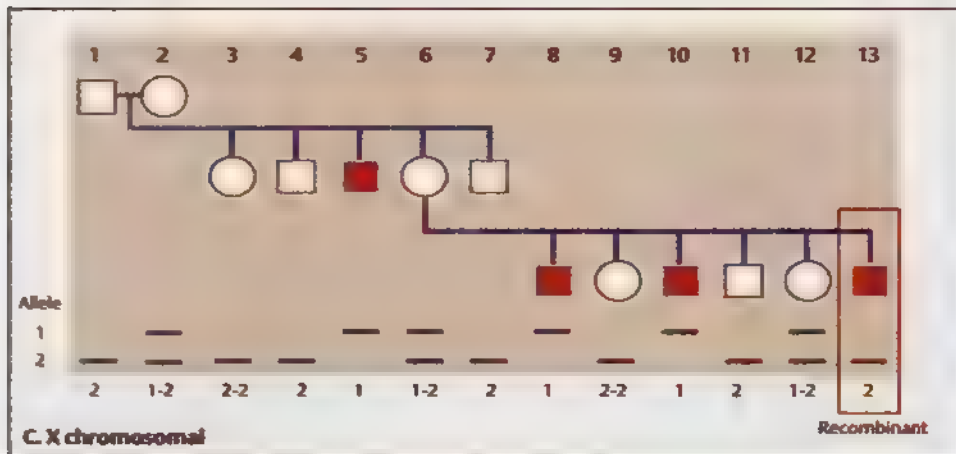 1 2 3 4 5 6 7 8 9 10 11 12 13
Allele
1
2
2 1-2 2-2 2 1 1-2 2 1 2-2 1 2 1-2 2
C. X chromosomal
Recombinant